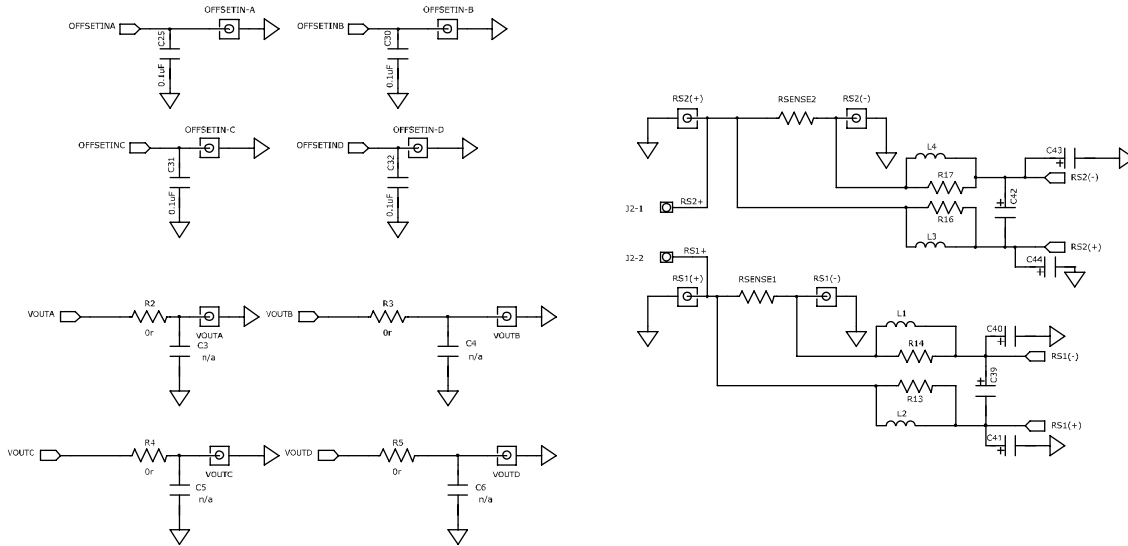 OFFSETINA
OFFSETIN-A
C25
0.1uF
OFFSETINB
OFFSETIN-B
C30
0.1uF
OFFSETINC
OFFSETIN-C
C31
0.1uF
OFFSETIND
OFFSETIN-D
C32
0.1uF
VOUTA
R2
0r
VOUTA
C3
n/a
VOUTB
R3
0r
VOUTB
C4
n/a
VOUTC
R4
0r
VOUTC
C5
n/a
VOUTD
R5
0r
VOUTD
C6
n/a
RS2(+)
RSENSE2
RS2(-)
L4
R17
C43
+
RS2(-)
J2-1
RS2+
R16
L3
+
C42
RS2(+)
C44
+
J2-2
RS1+
RS1(+)
RSENSE1
RS1(-)
L1
R14
C40
+
RS1(-)
R13
L2
+
C39
RS1(+)
C41
+